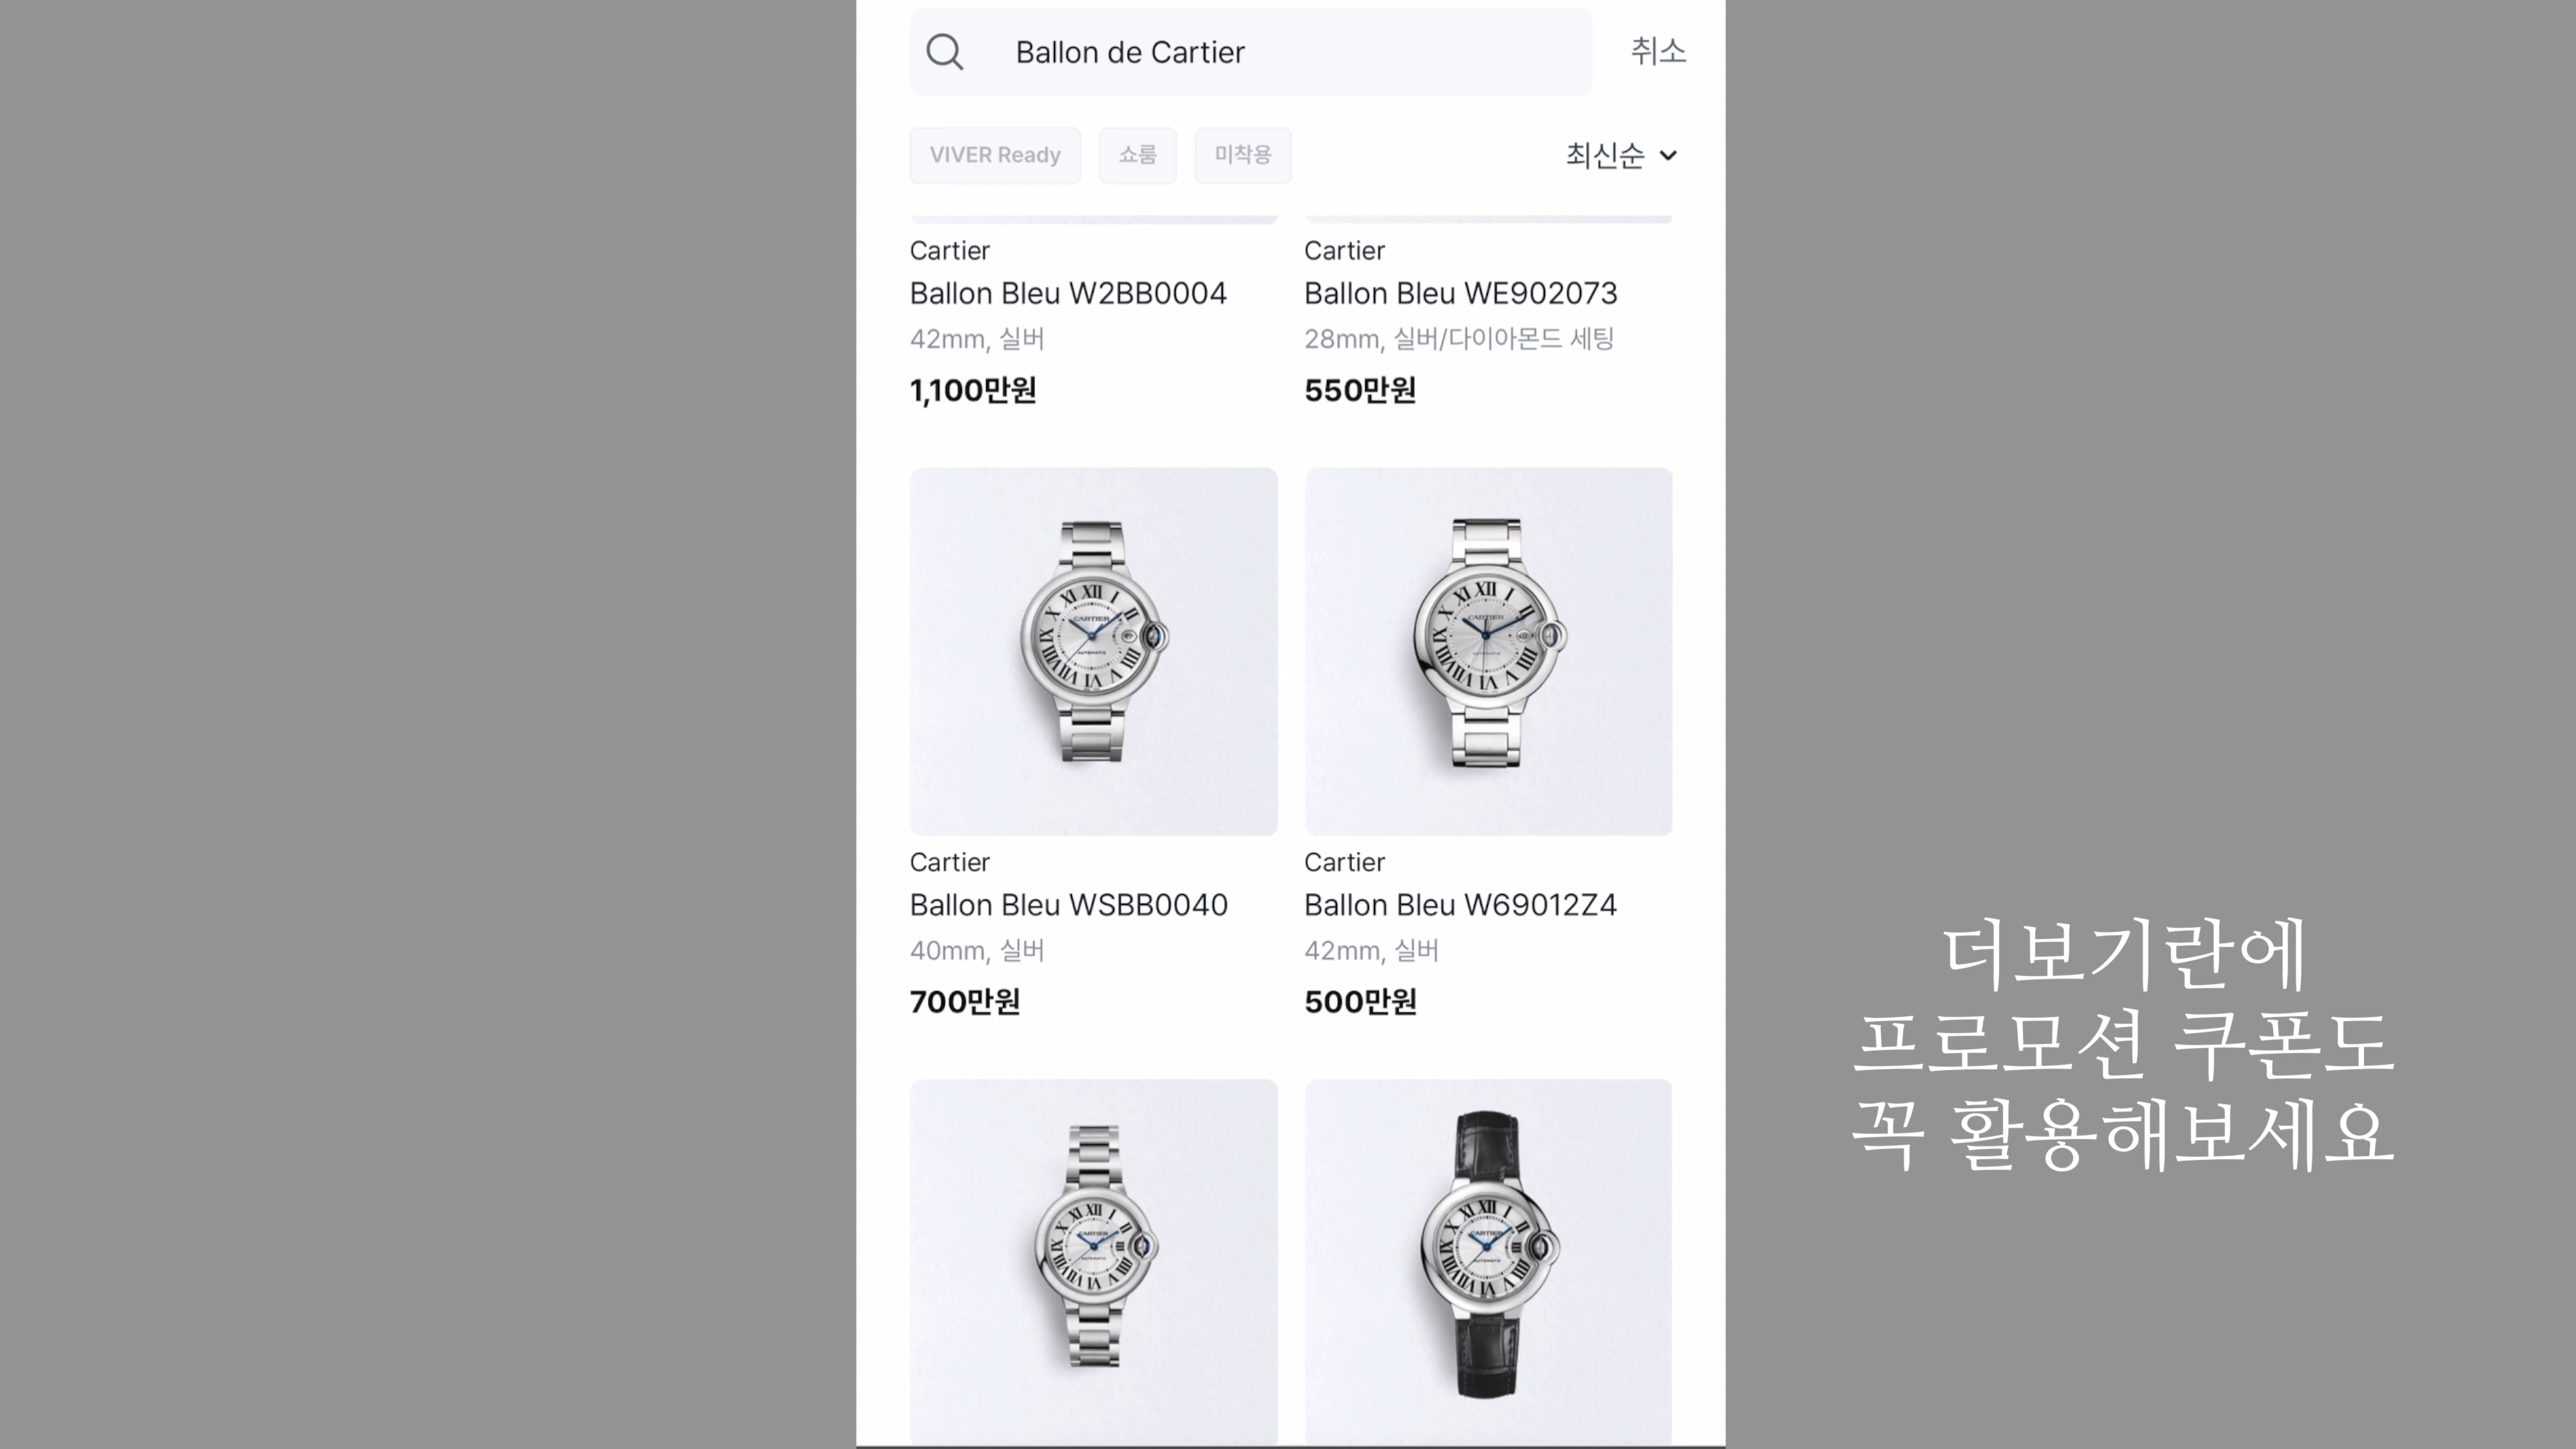 Ballon de Cartier
취소
VIVER Ready
쇼룸
미착용
최신순
Cartier
Ballon Bleu W2BB0004
42mm, 실버
1,100만원
Cartier
Ballon Bleu WE902073
28mm, 실버/다이아몬드 세팅
550만원
Cartier
Ballon Bleu WSBB0040
40mm, 실버
700만원
Cartier
Ballon Bleu W69012Z4
42mm, 실버
500만원
더보기란에
프로모션 쿠폰도
꼭 활용해보세요